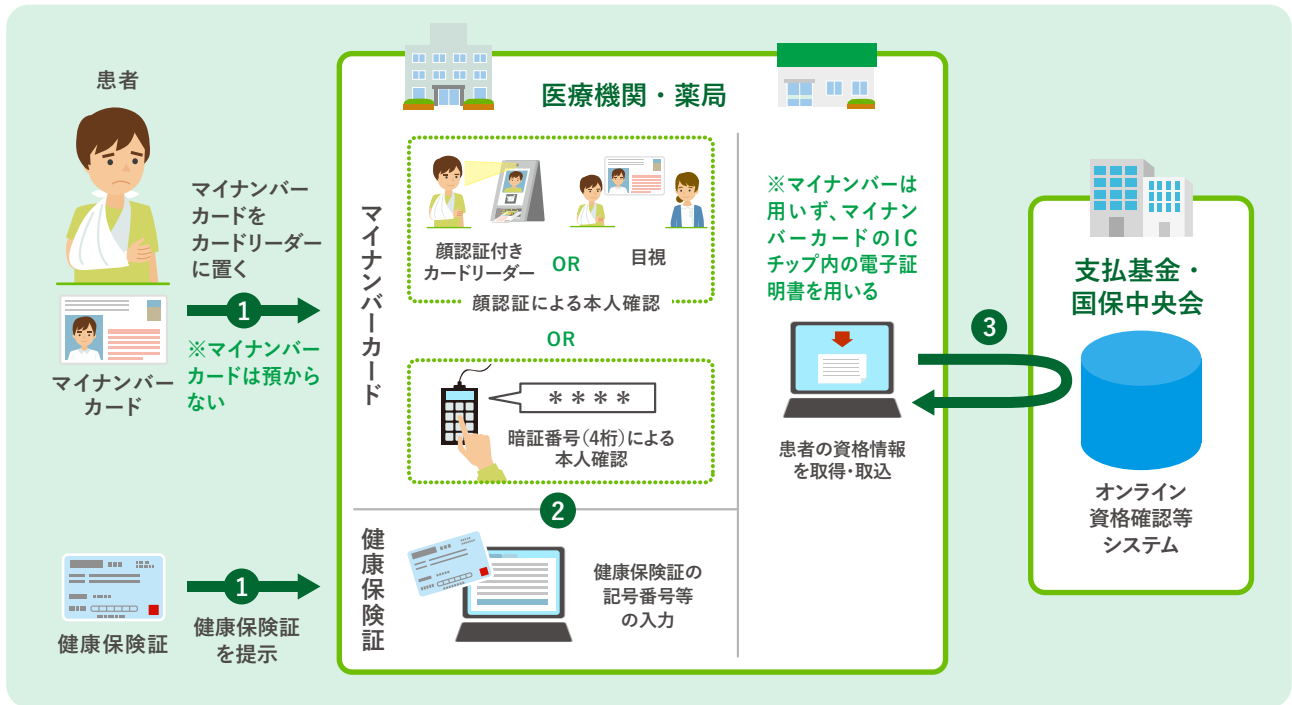 患者
マイナンバー
カードを
カードリーダー
に置く
1
※マイナンバー
カードは預から
ない
マイナンバー
カード
健康保険証
1
健康保険証
を提示
医療機関・薬局
マイナンバーカード
顔認証付き
カードリーダー
OR
目視
顔認証による本人確認
OR
＊＊＊＊
暗証番号(4桁)による
本人確認
2
健康保険証
健康保険証の
記号番号等
の入力
※マイナンバーは
用いず、マイナン
バーカードのIC
チップ内の電子証
明書を用いる
患者の資格情報
を取得・取込
3
支払基金・
国保中央会
オンライン
資格確認等
システム